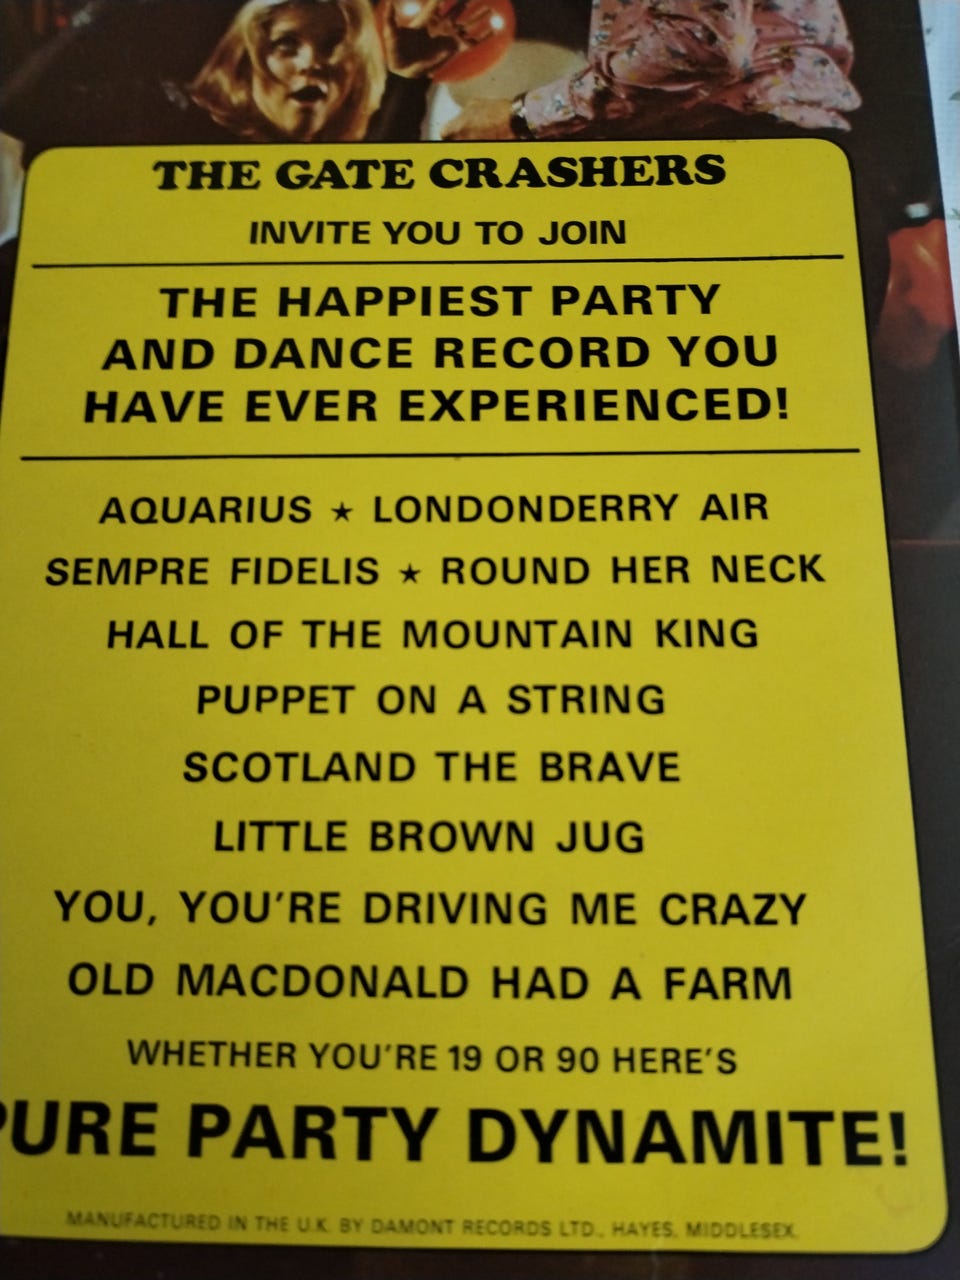 THE GATE CRASHERS
INVITE YOU TO JOIN
THE HAPPIEST PARTY
AND DANCE RECORD YOU
HAVE EVER EXPERIENCED!
AQUARIUS ★ LONDONDERRY AIR
SEMPRE FIDELIS ★ ROUND HER NECK
HALL OF THE MOUNTAIN KING
PUPPET ON A STRING
SCOTLAND THE BRAVE
LITTLE BROWN JUG
YOU, YOU'RE DRIVING ME CRAZY
OLD MACDONALD HAD A FARM
WHETHER YOU'RE 19 OR 90 HERE'S
PURE PARTY DYNAMITE!
MANUFACTURED IN THE U.K. BY DAMONT RECORDS LTD., HAYES, MIDDLESEX.